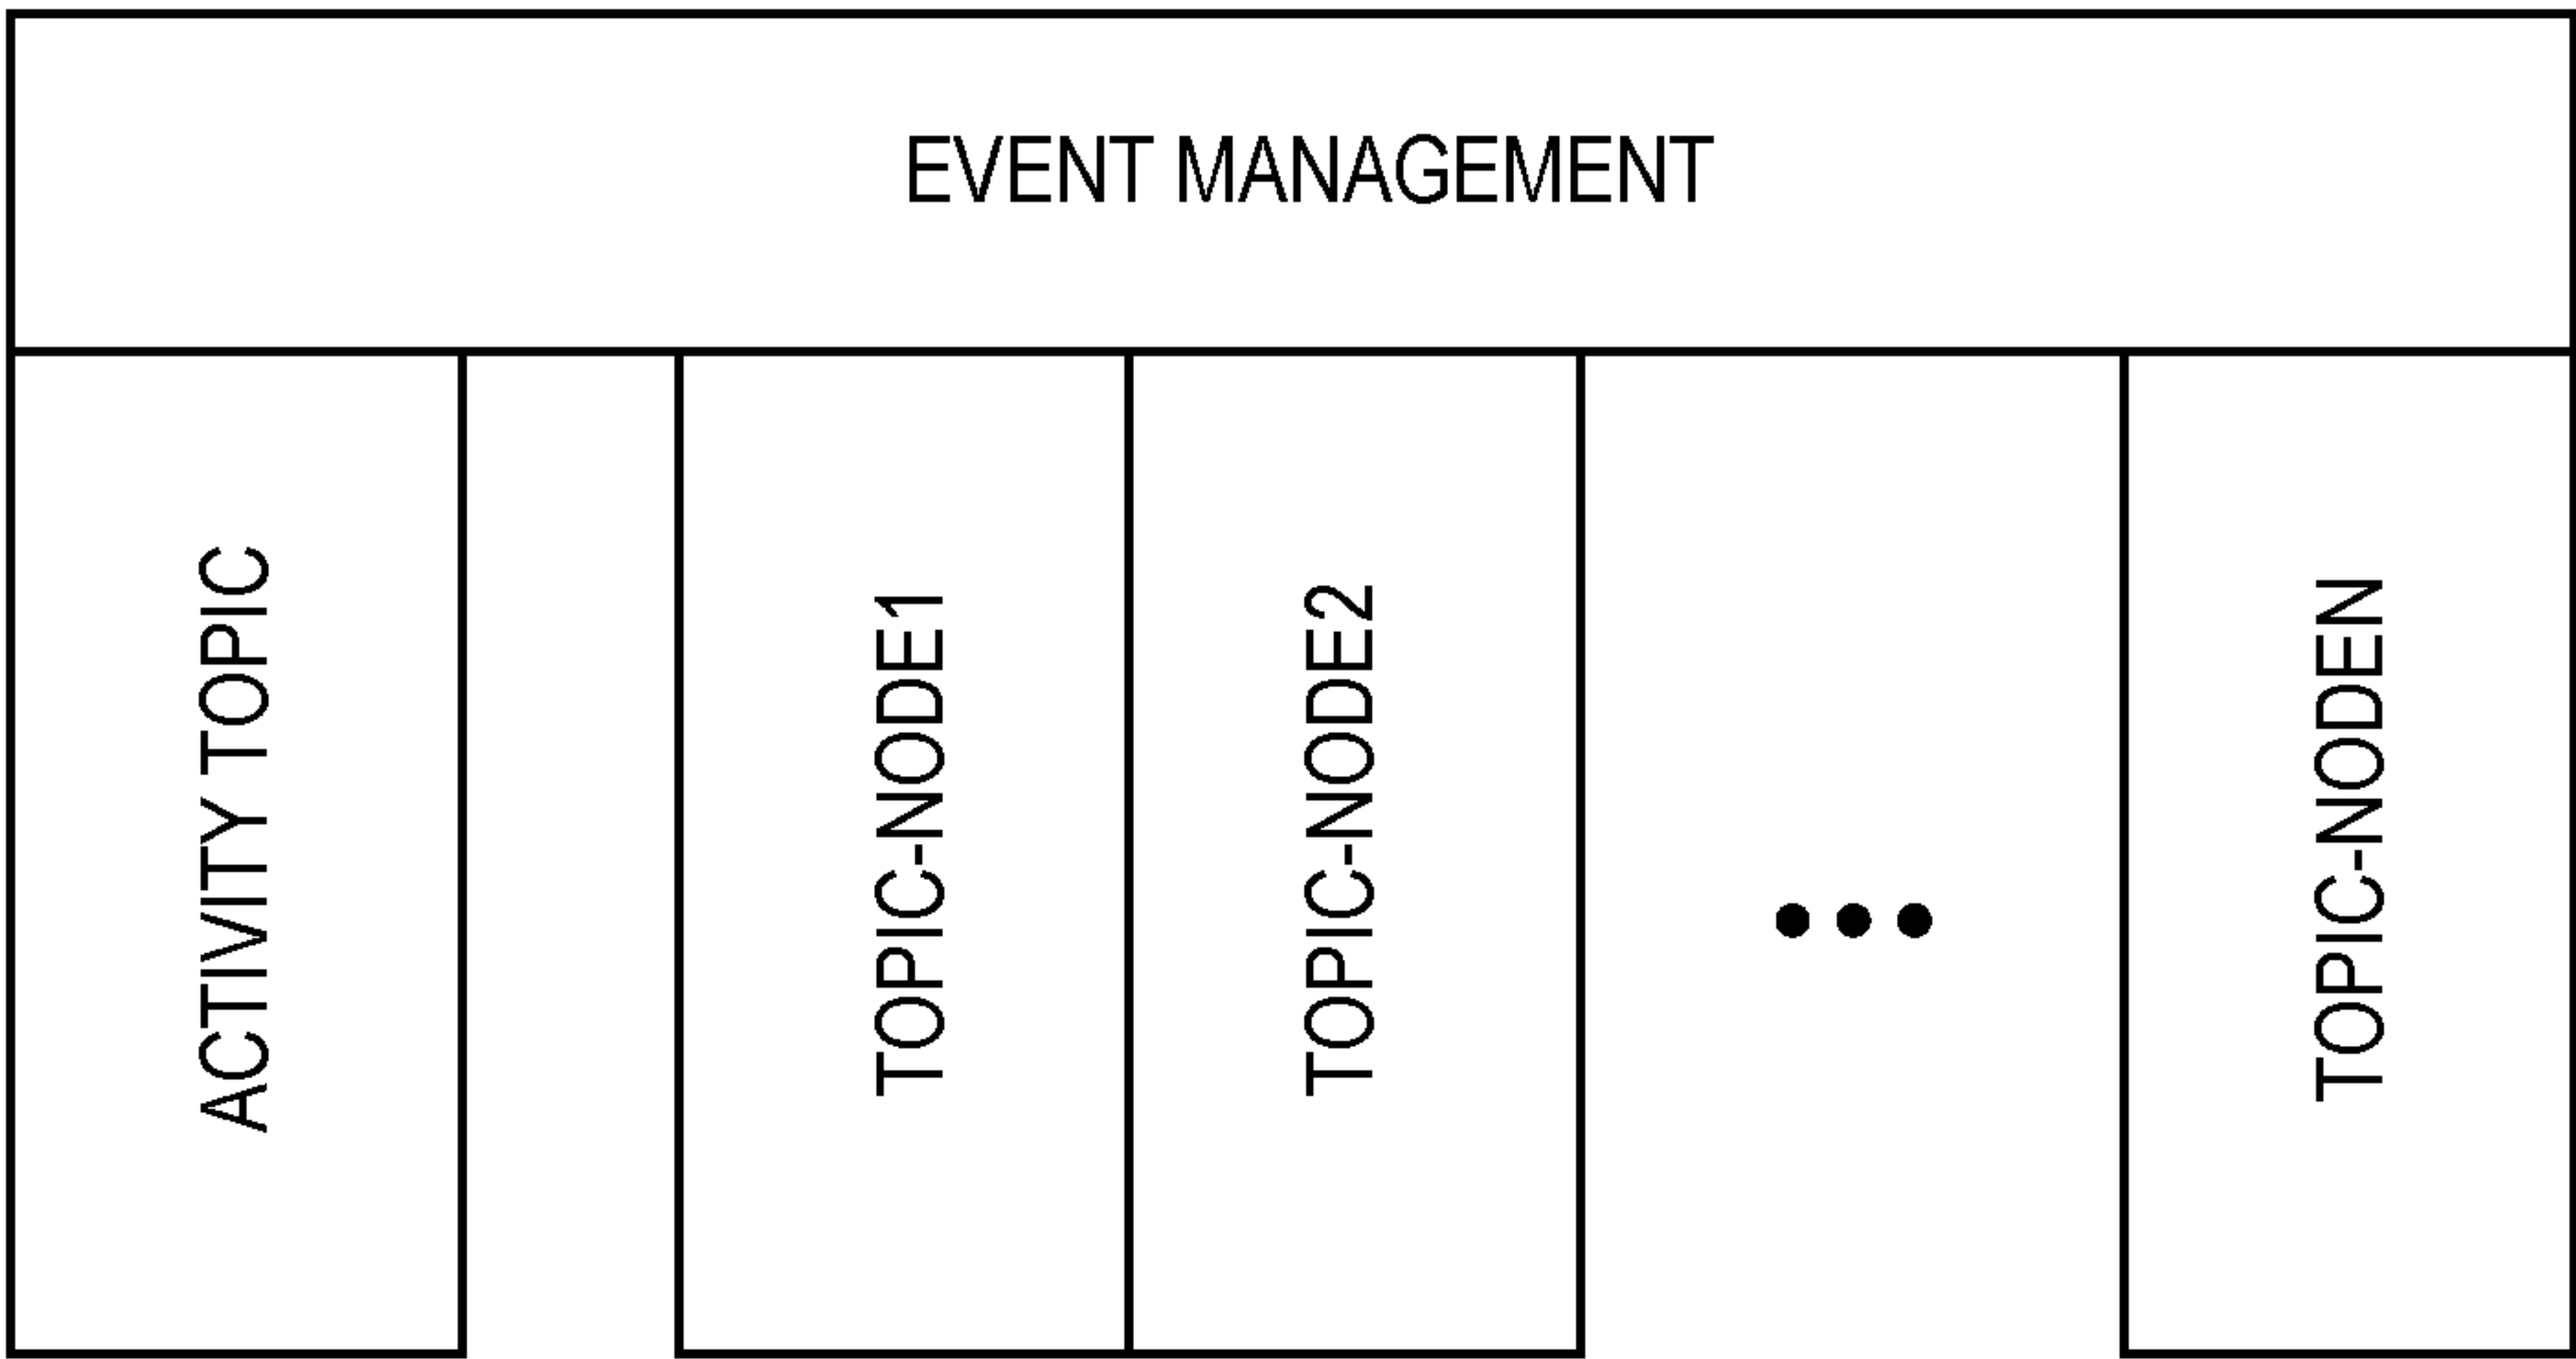 EVENT MANAGEMENT
ACTIVITY TOPIC
TOPIC-NODE1
TOPIC-NODE2
•••
TOPIC-NODEN